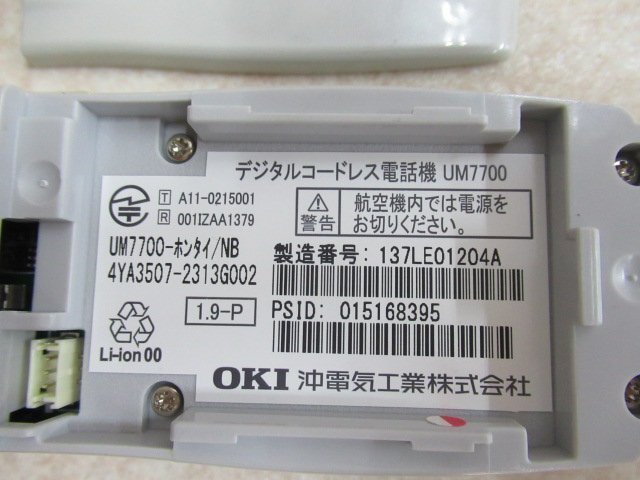 デジタルコードレス電話機 UM7700
T A11-0215001
R 001IZAA1379
警告
航空機内では電源を
お切りください。
UM7700-ホンタイ/NB
4YA3507-2313G002
製造番号: 137LE01204A
1.9-P
PSID: 015168395
Li-ion 00
OKI 沖電気工業株式会社